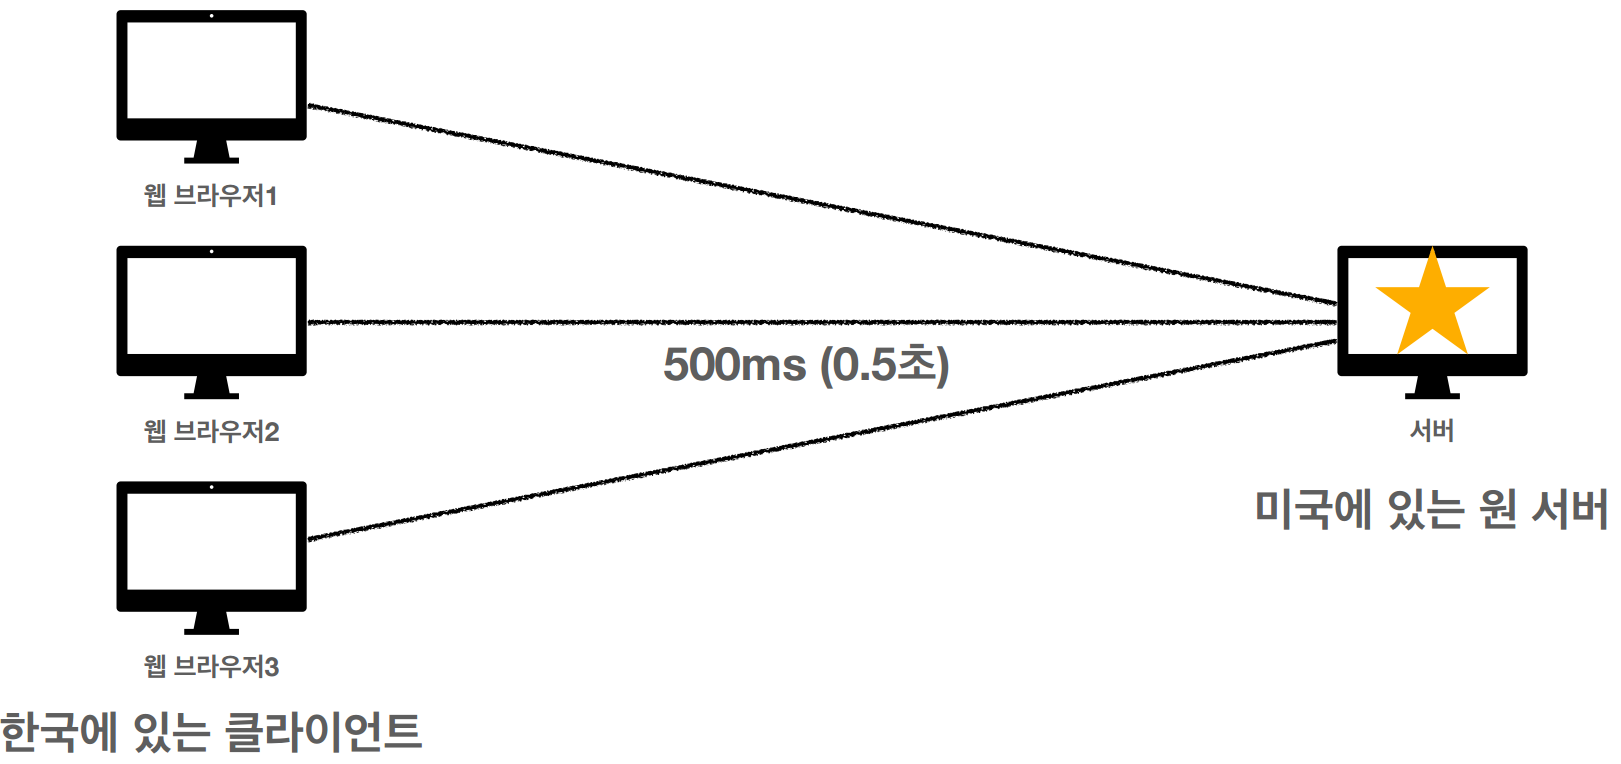 웹 브라우저1
웹 브라우저2
500ms (0.5초)
서버
미국에 있는 원 서버
웹 브라우저3
한국에 있는 클라이언트